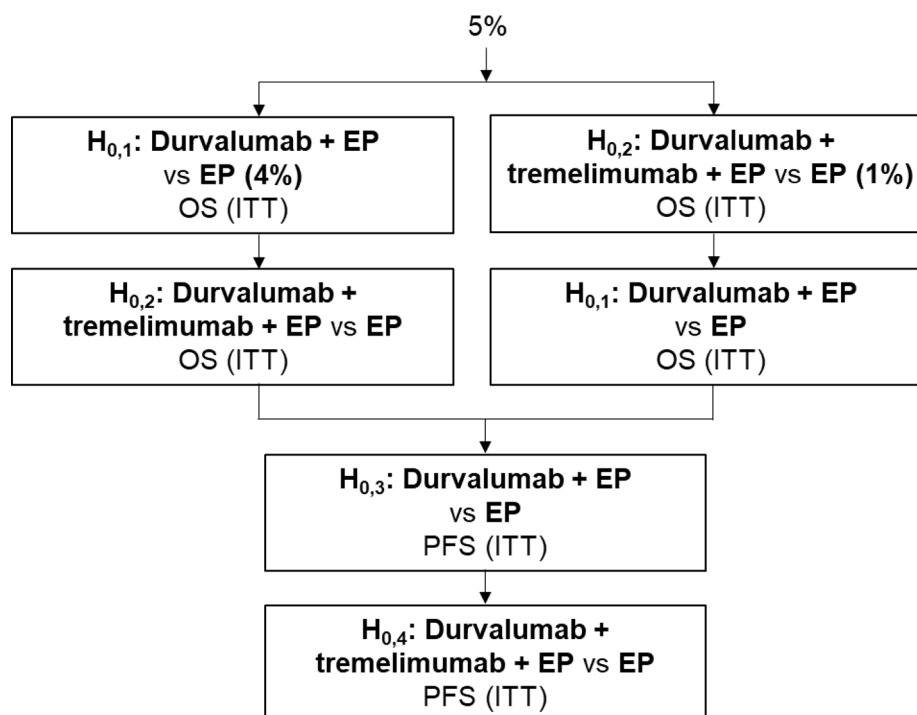 5%
H0,1: Durvalumab + EP
vs EP (4%)
OS (ITT)
H0,2: Durvalumab +
tremelimumab + EP vs EP (1%)
OS (ITT)
H0,2: Durvalumab +
tremelimumab + EP vs EP
OS (ITT)
H0,1: Durvalumab + EP
vs EP
OS (ITT)
H0,3: Durvalumab + EP
vs EP
PFS (ITT)
H0,4: Durvalumab +
tremelimumab + EP vs EP
PFS (ITT)